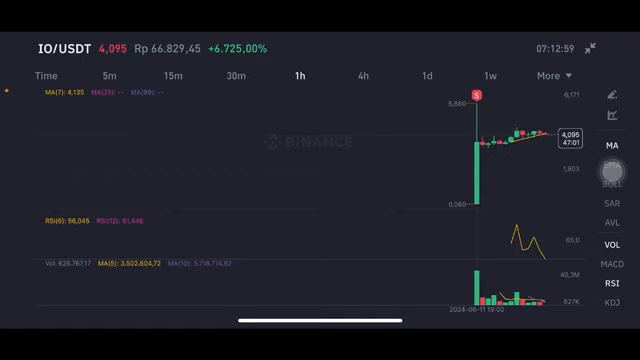 IO/USDT 4,095 Rp 66.829,45 +6.725,00% 07:12:59
Time 5m 15m 30m 1h 4h 1d 1w More
MA(7): 4,135 MA(25): -- MA(99): --
6,171
S
5,880
4,095
47:01
BINANCE
MA
EMA
1,903
BOLL
0,060
SAR
RSI(6): 56,045 RSI(12): 61,446
AVL
65,0
VOL
Vol: 626.767,17 MA(5): 3.502.604,72 MA(10): 5.718.714,82
MACD
40,3M
RSI
627K
KDJ
2024-06-11 19:00